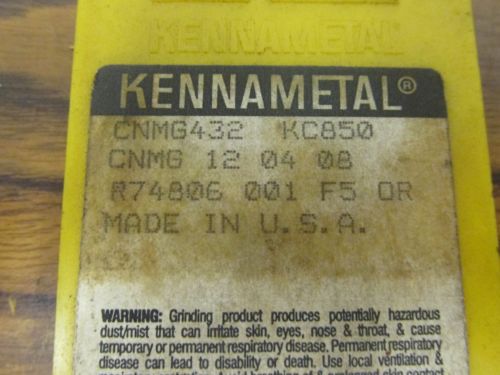 KENNAMETAL
KENNAMETAL®
CNMG432 KC850
CNMG 12 04 08
R74806 001 F5 OR
MADE IN U.S.A.
WARNING: Grinding product produces potentially hazardous
dust/mist that can irritate skin, eyes, nose & throat, & cause
temporary or permanent respiratory disease. Permanent respiratory
disease can lead to disability or death. Use local ventilation &